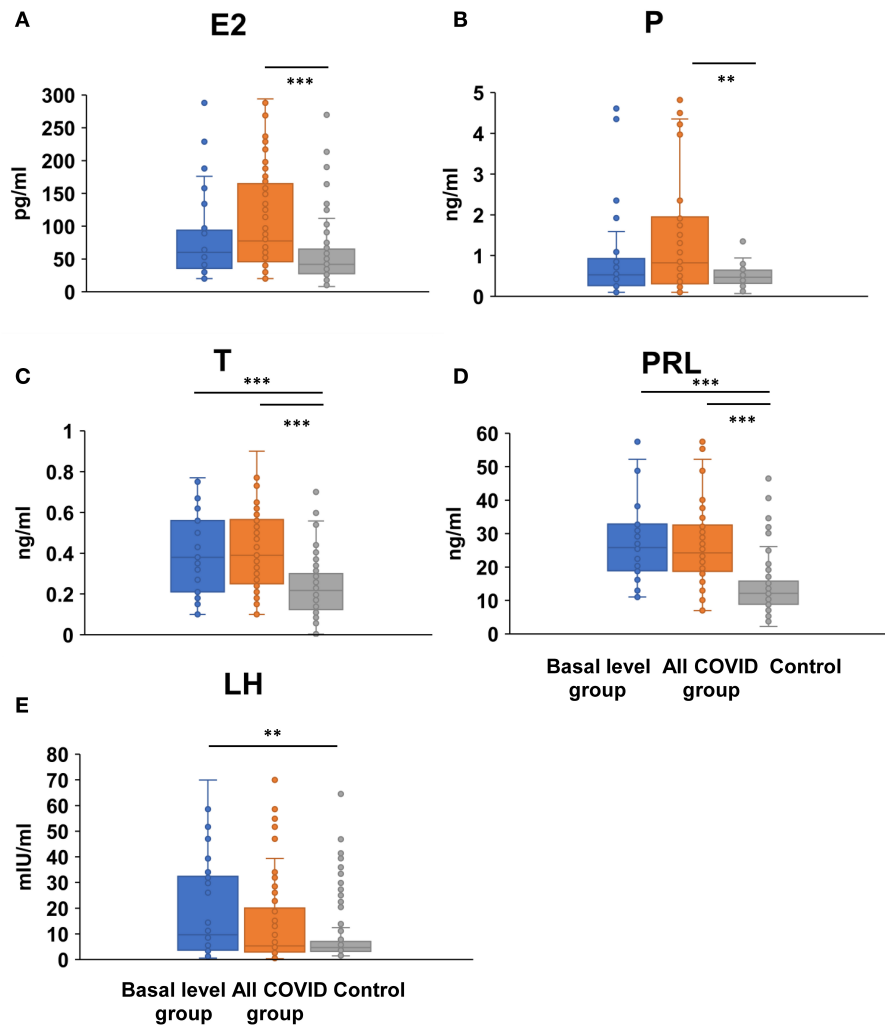 A
E2
***
300
250
200
150
100
50
0
pg/ml
B
P
**
5
4
3
2
1
0
ng/ml
C
T
***
***
1
0.8
0.6
0.4
0.2
0
ng/ml
D
PRL
***
***
60
50
40
30
20
10
0
ng/ml
Basal level All COVID Control
group group
E
LH
**
80
70
60
50
40
30
20
10
0
mIU/ml
Basal level All COVID Control
group group